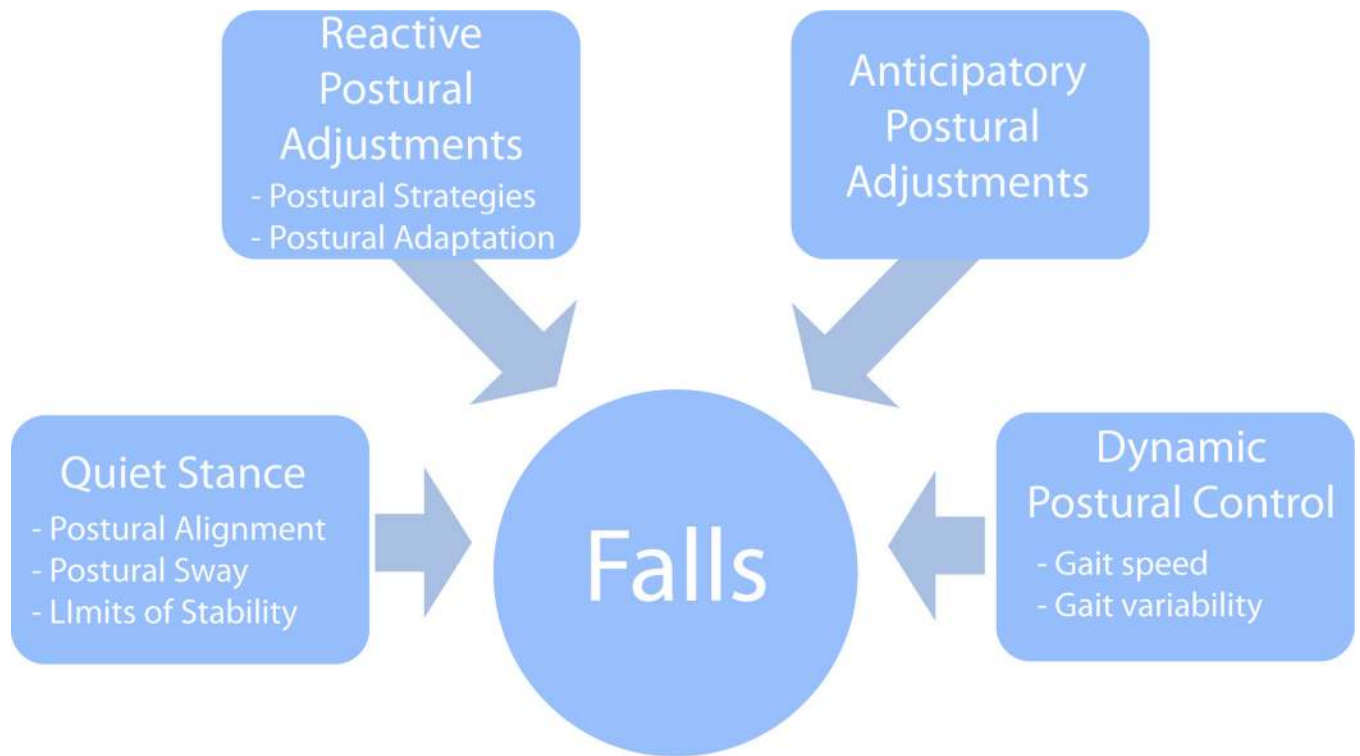 Reactive
Postural
Adjustments
- Postural Strategies
- Postural Adaptation
Anticipatory
Postural
Adjustments
Quiet Stance
- Postural Alignment
- Postural Sway
- LImits of Stability
Falls
Dynamic
Postural Control
- Gait speed
- Gait variability